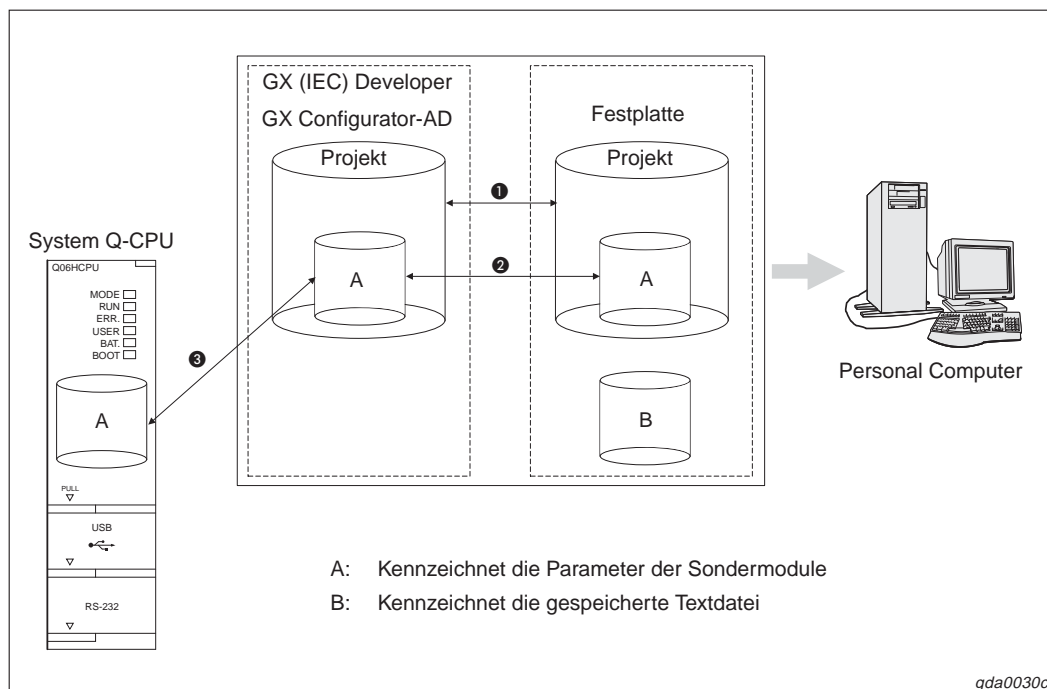 GX (IEC) Developer
GX Configurator-AD
Projekt
Festplatte
Projekt
❶
A
❷
A
B
Personal Computer
System Q-CPU
Q06HCPU
MODE
RUN
ERR.
USER
BAT.
BOOT
❸
A
PULL
USB
RS-232
A: Kennzeichnet die Parameter der Sondermodule
B: Kennzeichnet die gespeicherte Textdatei
qda0030c